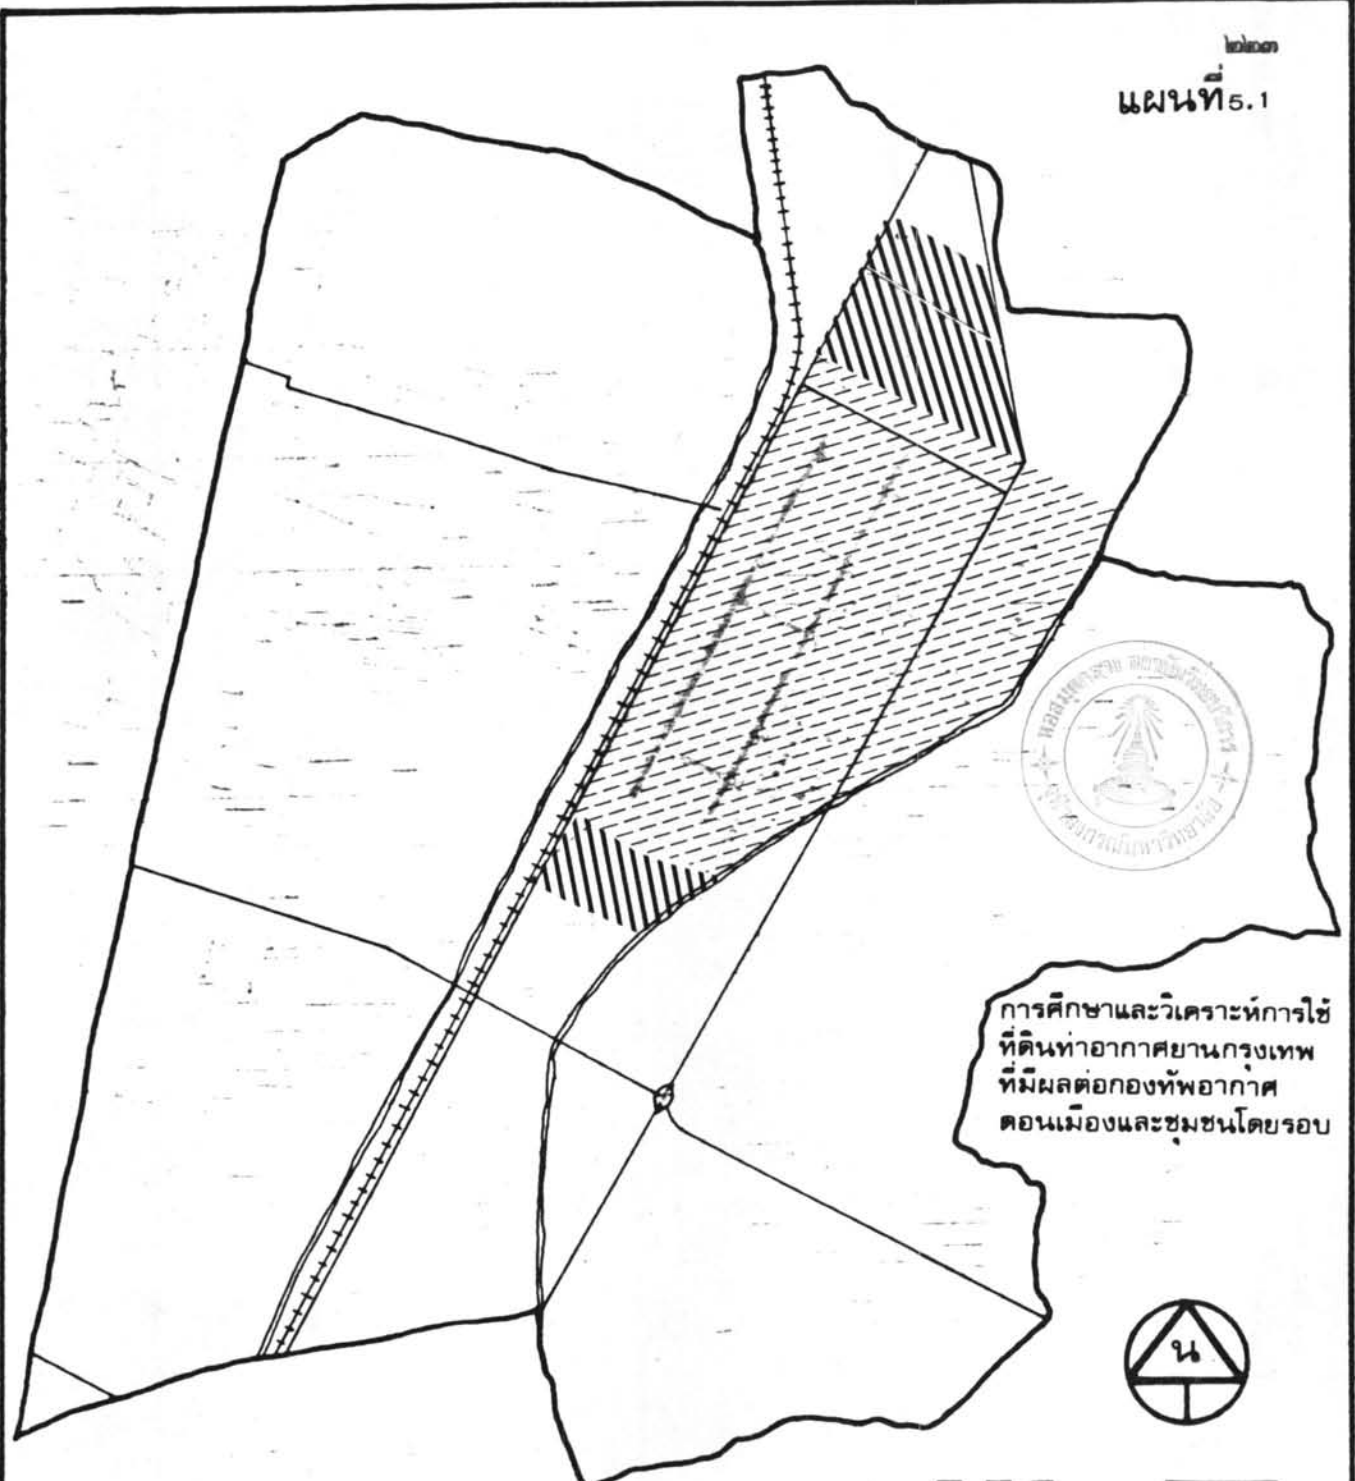 ๒๒๓
แผนที่ 5.1
การศึกษาและวิเคราะห์การใช้
ที่ดินท่าอากาศยานกรุงเทพ
ที่มีผลต่อกองทัพอากาศ
ดอนเมืองและชุมชนโดยรอบ
น